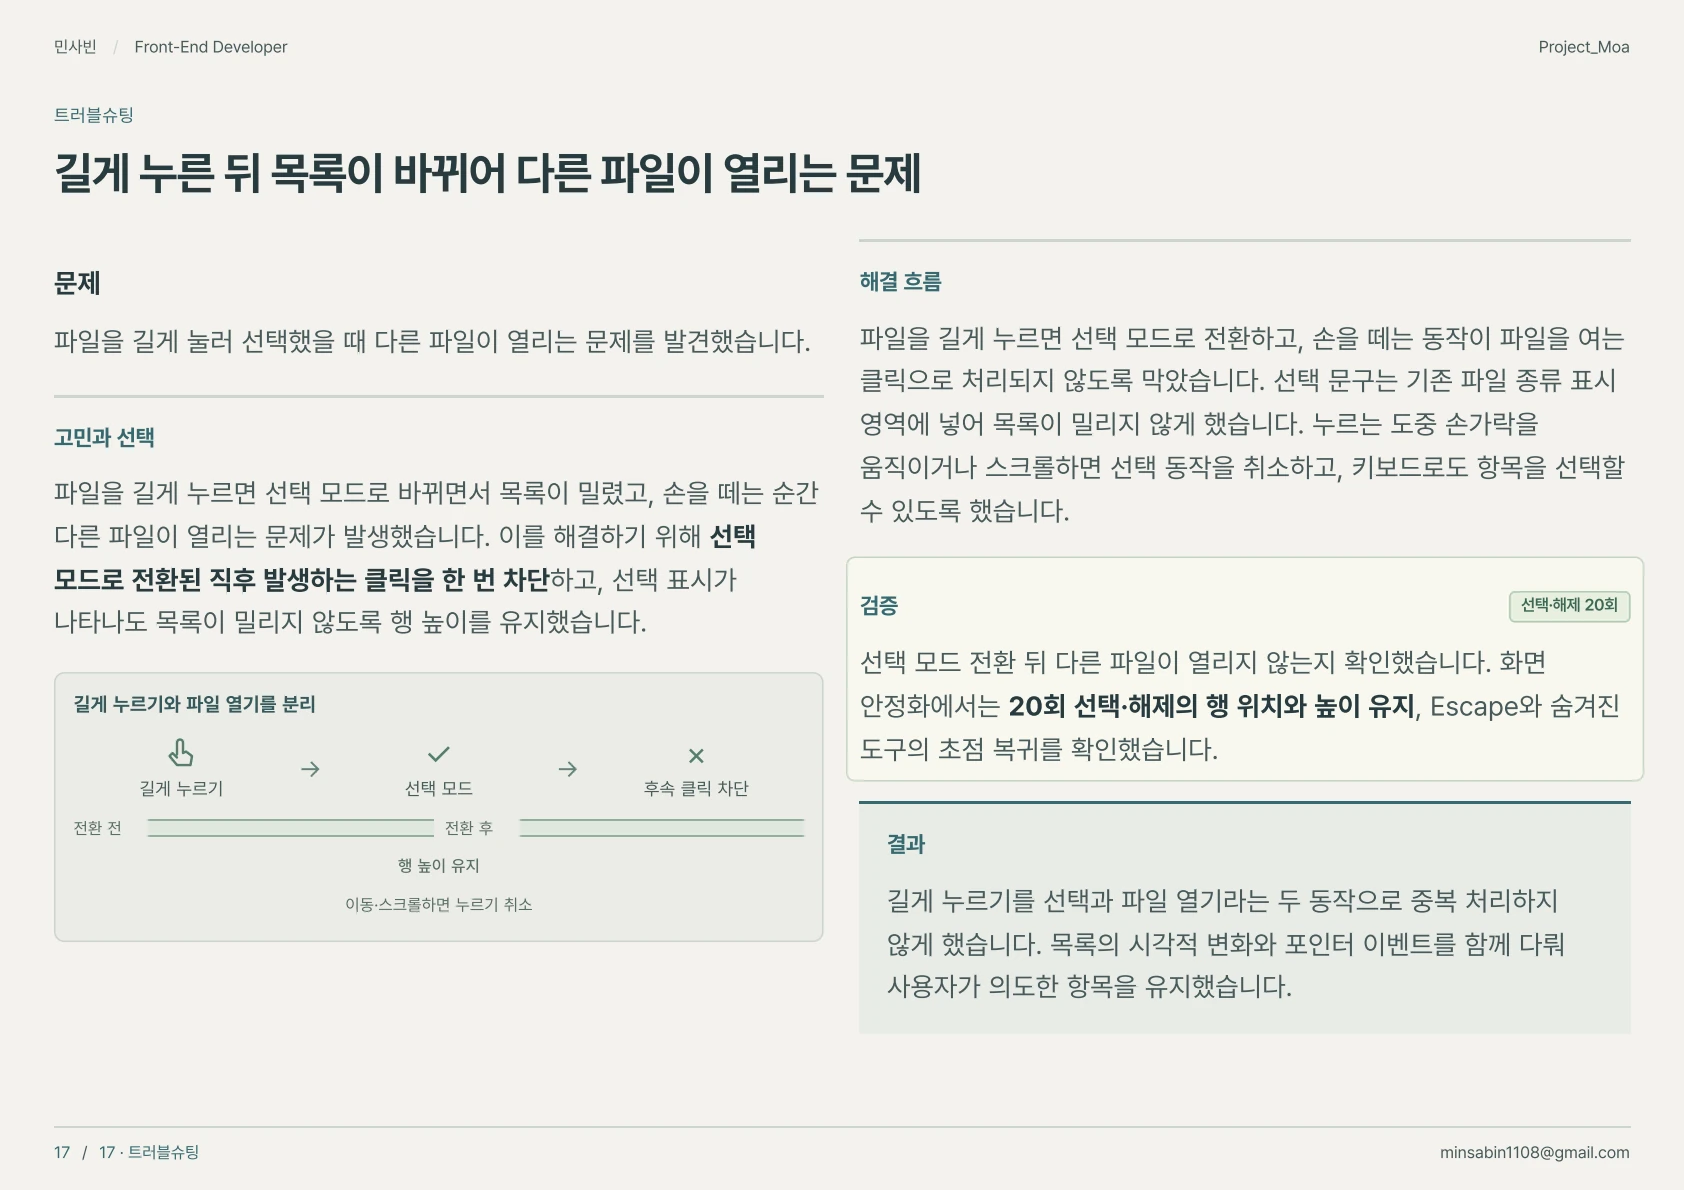 민사빈 / Front-End Developer
Project_Moa
트러블슈팅
길게 누른 뒤 목록이 바뀌어 다른 파일이 열리는 문제
문제
파일을 길게 눌러 선택했을 때 다른 파일이 열리는 문제를 발견했습니다.
고민과 선택
파일을 길게 누르면 선택 모드로 바뀌면서 목록이 밀렸고, 손을 떼는 순간
다른 파일이 열리는 문제가 발생했습니다. 이를 해결하기 위해 선택
모드로 전환된 직후 발생하는 클릭을 한 번 차단하고, 선택 표시가
나타나도 목록이 밀리지 않도록 행 높이를 유지했습니다.
길게 누르기와 파일 열기를 분리
길게 누르기 → 선택 모드 → 후속 클릭 차단
전환 전 전환 후
행 높이 유지
이동·스크롤하면 누르기 취소
해결 흐름
파일을 길게 누르면 선택 모드로 전환하고, 손을 떼는 동작이 파일을 여는
클릭으로 처리되지 않도록 막았습니다. 선택 문구는 기존 파일 종류 표시
영역에 넣어 목록이 밀리지 않게 했습니다. 누르는 도중 손가락을
움직이거나 스크롤하면 선택 동작을 취소하고, 키보드로도 항목을 선택할
수 있도록 했습니다.
검증
선택·해제 20회
선택 모드 전환 뒤 다른 파일이 열리지 않는지 확인했습니다. 화면
안정화에서는 20회 선택·해제의 행 위치와 높이 유지, Escape와 숨겨진
도구의 초점 복귀를 확인했습니다.
결과
길게 누르기를 선택과 파일 열기라는 두 동작으로 중복 처리하지
않게 했습니다. 목록의 시각적 변화와 포인터 이벤트를 함께 다뤄
사용자가 의도한 항목을 유지했습니다.
17 / 17 · 트러블슈팅
minsabin1108@gmail.com